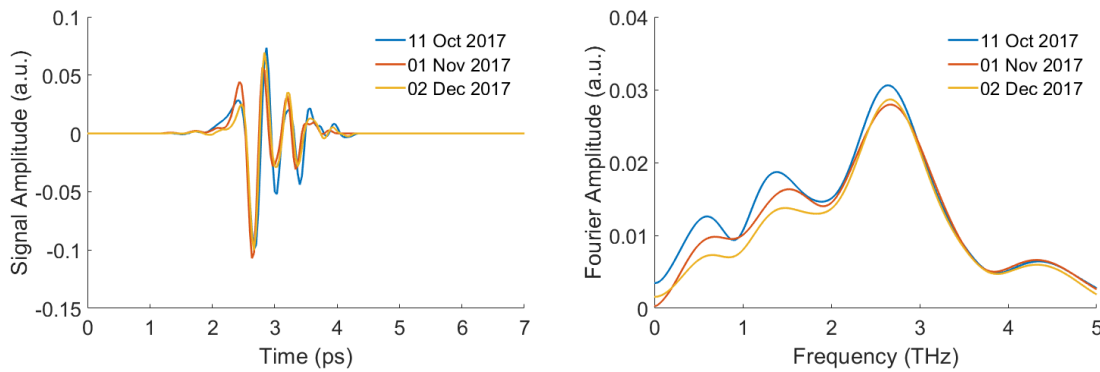 0.1
0.05
0
-0.05
-0.1
-0.15
Signal Amplitude (a.u.)
11 Oct 2017
01 Nov 2017
02 Dec 2017
0 1 2 3 4 5 6 7
Time (ps)
0.04
0.03
0.02
0.01
0
Fourier Amplitude (a.u.)
11 Oct 2017
01 Nov 2017
02 Dec 2017
0 1 2 3 4 5
Frequency (THz)